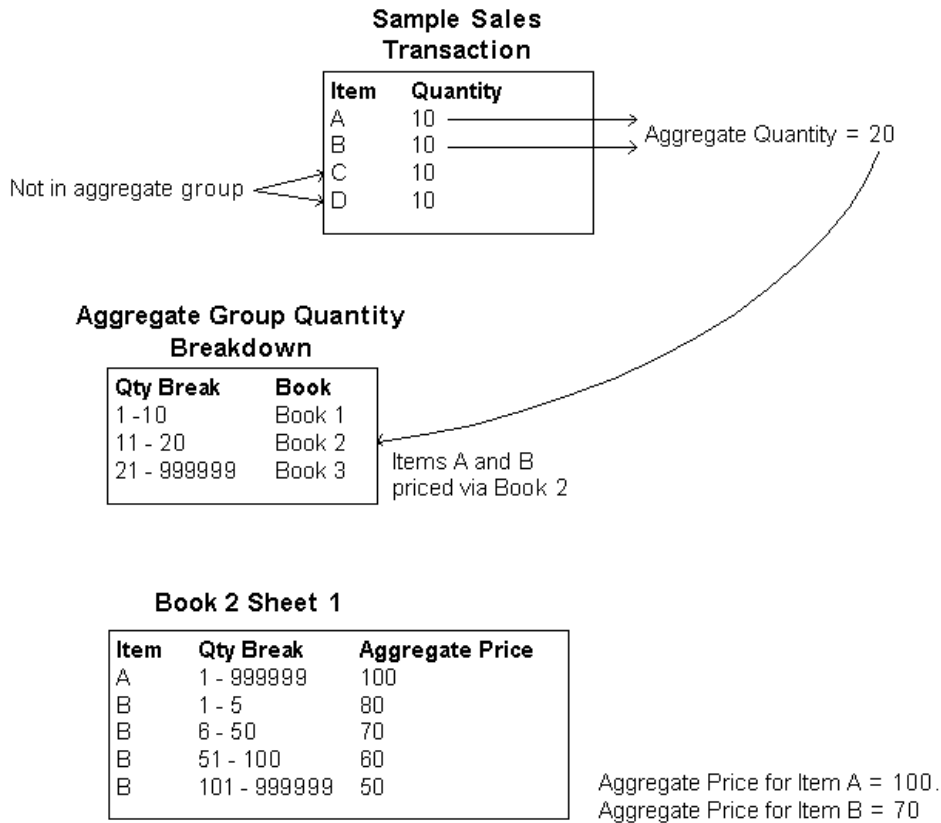 Sample Sales
Transaction
Item Quantity
A 10
B 10
Aggregate Quantity = 20
C 10
Not in aggregate group
D 10
Aggregate Group Quantity
Breakdown
Qty Break Book
1 -10 Book 1
11 - 20 Book 2
21 - 999999 Book 3
Items A and B
priced via Book 2
Book 2 Sheet 1
Item Qty Break Aggregate Price
A 1 - 999999 100
B 1 - 5 80
B 6 - 50 70
B 51 - 100 60
B 101 - 999999 50
Aggregate Price for Item A = 100.
Aggregate Price for Item B = 70